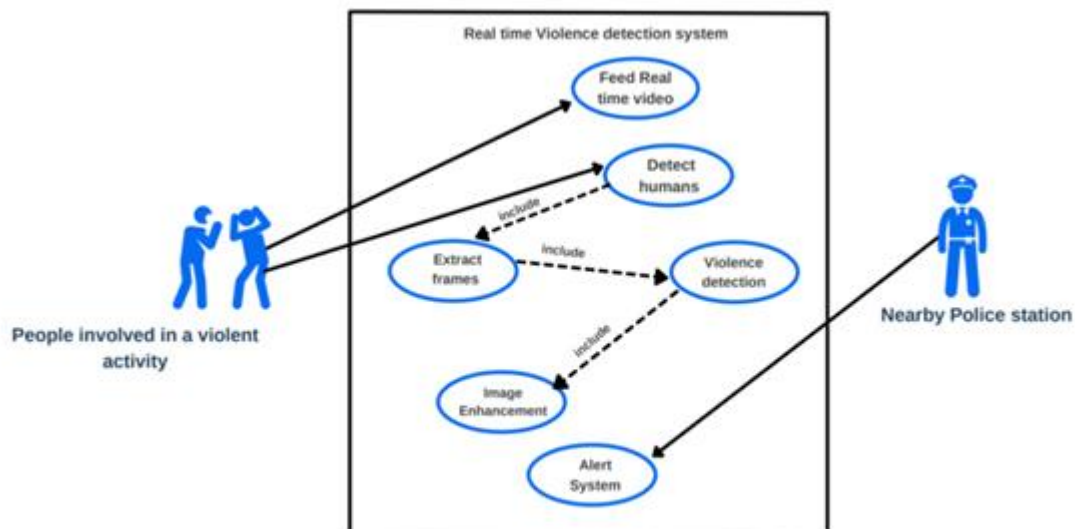 Real time Violence detection system
Feed Real
time video
Detect
humans
include
Extract
frames
include
Violence
detection
People involved in a violent
activity
Nearby Police station
include
Image
Enhancement
Alert
System